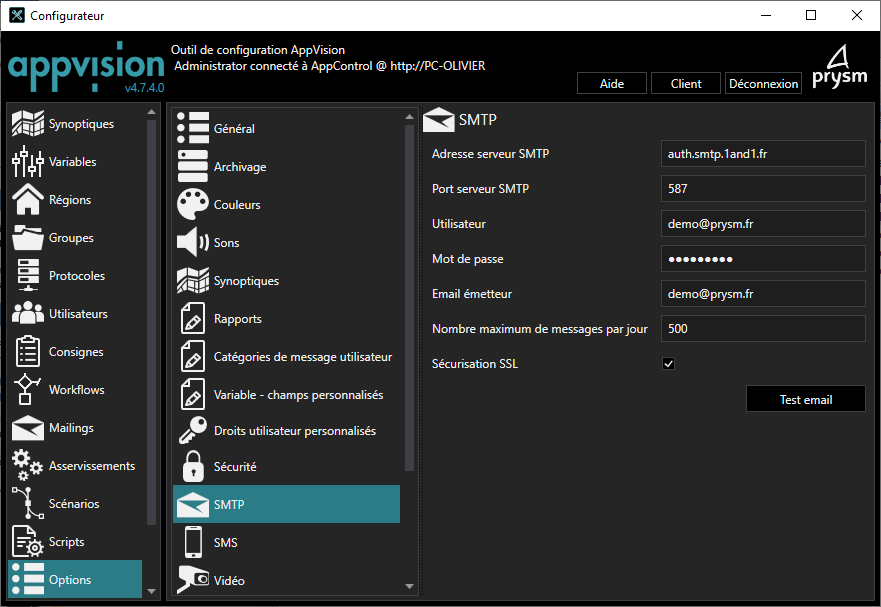 Configurateur
appvision
v4.7.4.0
Outil de configuration AppVision
Administrator connecté à AppControl @ http://PC-OLIVIER
Aide
Client
Déconnexion
prysm
Synoptiques
Variables
Régions
Groupes
Protocoles
Utilisateurs
Consignes
Workflows
Mailings
Asservissements
Scénarios
Scripts
Options
Général
Archivage
Couleurs
Sons
Synoptiques
Rapports
Catégories de message utilisateur
Variable - champs personnalisés
Droits utilisateur personnalisés
Sécurité
SMTP
SMS
Vidéo
SMTP
Adresse serveur SMTP
auth.smtp.1and1.fr
Port serveur SMTP
587
Utilisateur
demo@prysm.fr
Mot de passe
●●●●●●●●●
Email émetteur
demo@prysm.fr
Nombre maximum de messages par jour
500
Sécurisation SSL
Test email